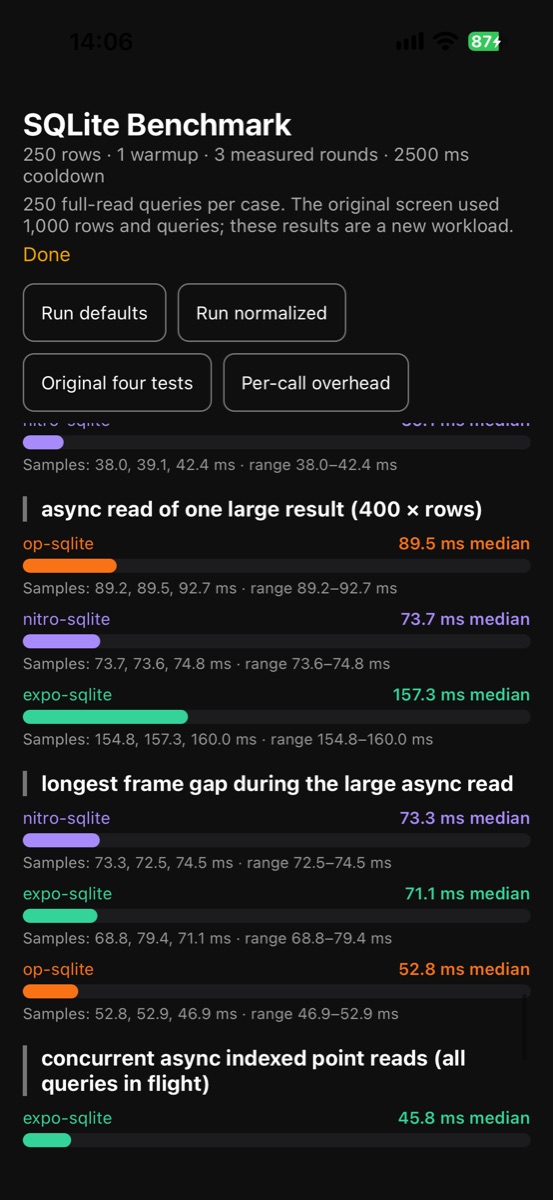 14:06
87
SQLite Benchmark
250 rows · 1 warmup · 3 measured rounds · 2500 ms
cooldown
250 full-read queries per case. The original screen used
1,000 rows and queries; these results are a new workload.
Done
Run defaults
Run normalized
Original four tests
Per-call overhead
nitro-sqlite
ms median
Samples: 38.0, 39.1, 42.4 ms · range 38.0–42.4 ms
async read of one large result (400 × rows)
op-sqlite
89.5 ms median
Samples: 89.2, 89.5, 92.7 ms · range 89.2–92.7 ms
nitro-sqlite
73.7 ms median
Samples: 73.7, 73.6, 74.8 ms · range 73.6–74.8 ms
expo-sqlite
157.3 ms median
Samples: 154.8, 157.3, 160.0 ms · range 154.8–160.0 ms
longest frame gap during the large async read
nitro-sqlite
73.3 ms median
Samples: 73.3, 72.5, 74.5 ms · range 72.5–74.5 ms
expo-sqlite
71.1 ms median
Samples: 68.8, 79.4, 71.1 ms · range 68.8–79.4 ms
op-sqlite
52.8 ms median
Samples: 52.8, 52.9, 46.9 ms · range 46.9–52.9 ms
concurrent async indexed point reads (all
queries in flight)
expo-sqlite
45.8 ms median